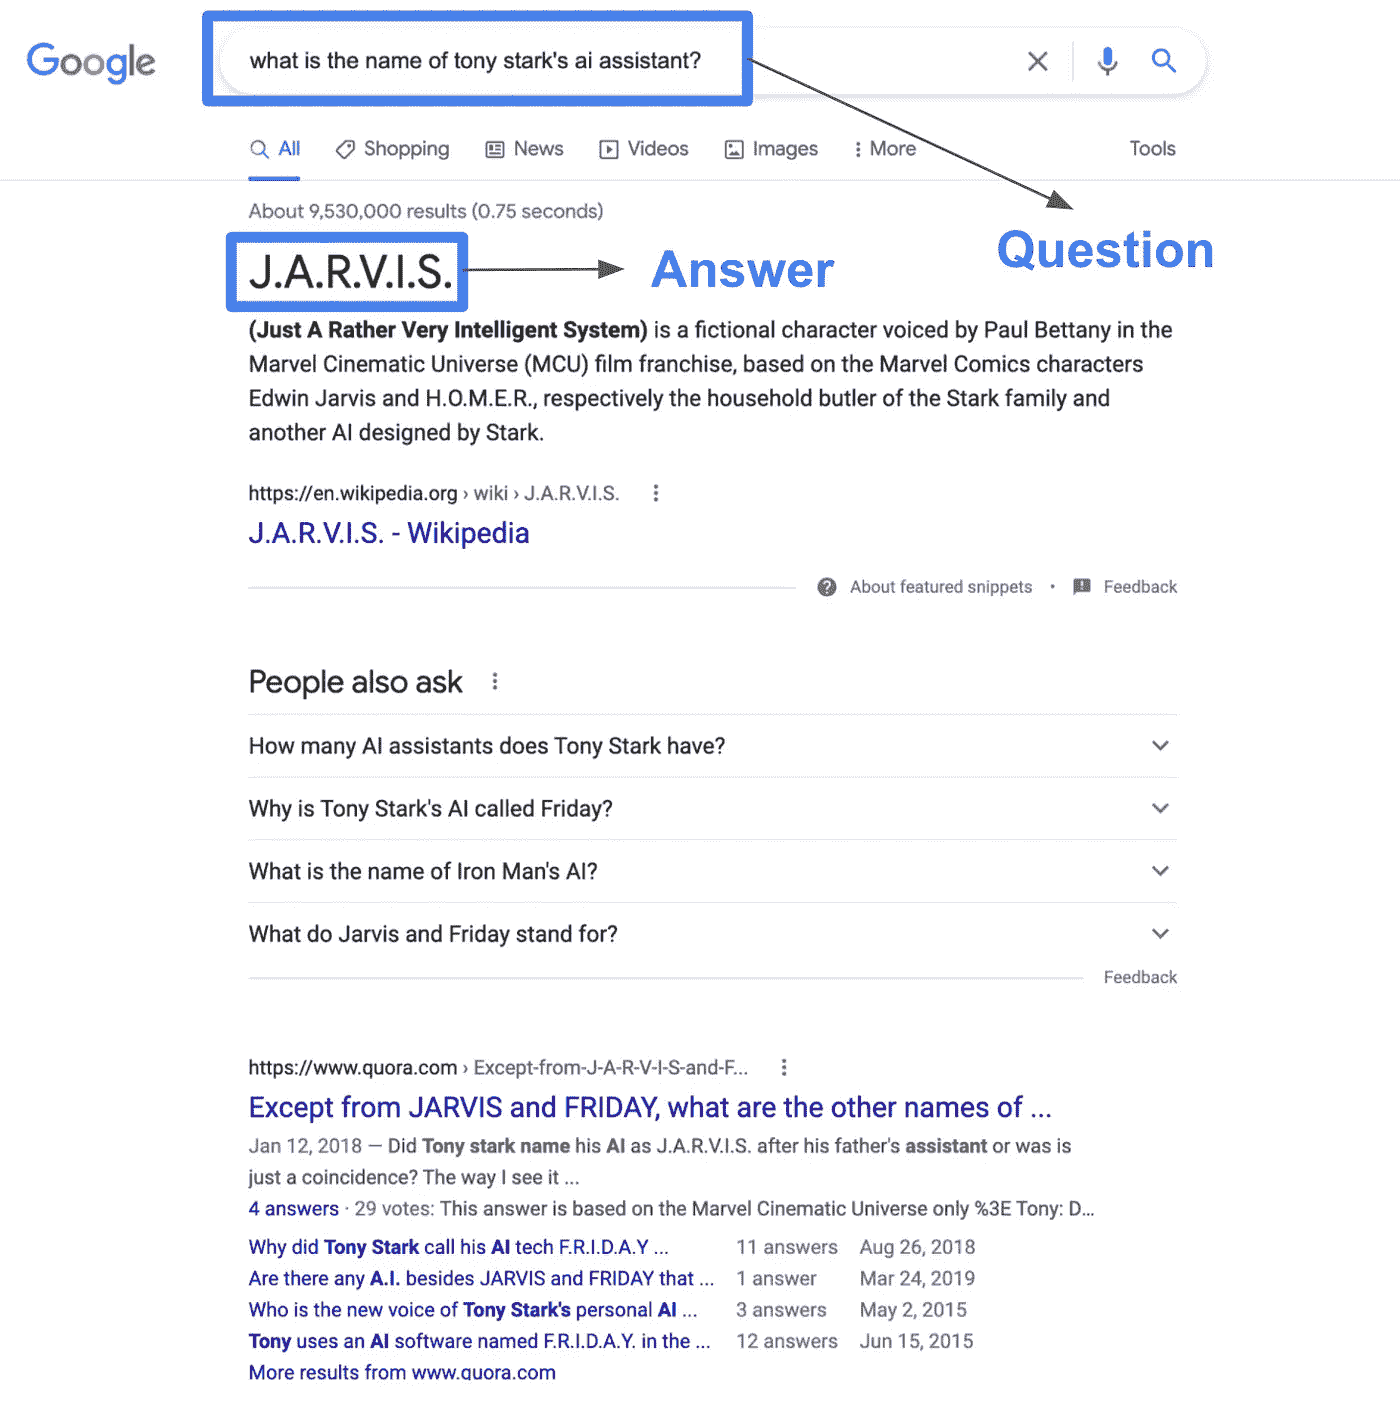 Google
what is the name of tony stark's ai assistant?
All Shopping News Videos Images More Tools
About 9,530,000 results (0.75 seconds)
Question
J.A.R.V.I.S. Answer
(Just A Rather Very Intelligent System) is a fictional character voiced by Paul Bettany in the
Marvel Cinematic Universe (MCU) film franchise, based on the Marvel Comics characters
Edwin Jarvis and H.O.M.E.R., respectively the household butler of the Stark family and
another AI designed by Stark.
https://en.wikipedia.org › wiki › J.A.R.V.I.S.
J.A.R.V.I.S. - Wikipedia
About featured snippets • Feedback
People also ask
How many AI assistants does Tony Stark have?
Why is Tony Stark's AI called Friday?
What is the name of Iron Man's AI?
What do Jarvis and Friday stand for?
Feedback
https://www.quora.com › Except-from-J-A-R-V-I-S-and-F...
Except from JARVIS and FRIDAY, what are the other names of ...
Jan 12, 2018 — Did Tony stark name his AI as J.A.R.V.I.S. after his father's assistant or was is
just a coincidence? The way I see it ...
4 answers · 29 votes: This answer is based on the Marvel Cinematic Universe only %3E Tony: D...
Why did Tony Stark call his AI tech F.R.I.D.A.Y ... 11 answers Aug 26, 2018
Are there any A.I. besides JARVIS and FRIDAY that ... 1 answer Mar 24, 2019
Who is the new voice of Tony Stark's personal AI ... 3 answers May 2, 2015
Tony uses an AI software named F.R.I.D.A.Y. in the ... 12 answers Jun 15, 2015
More results from www.quora.com